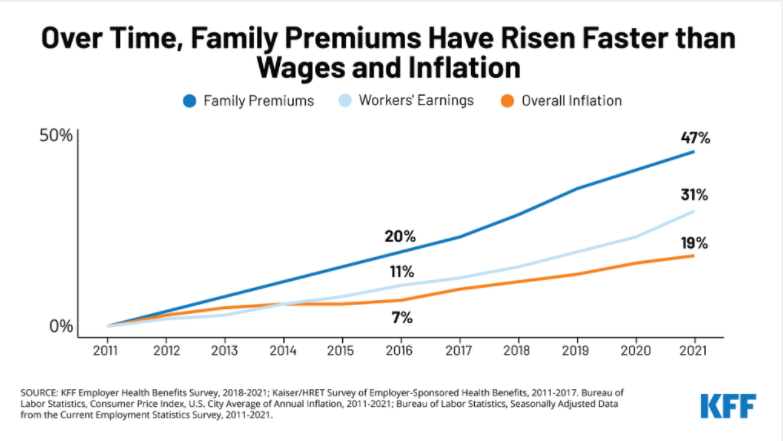 Over Time, Family Premiums Have Risen Faster than
Wages and Inflation
Family Premiums Workers' Earnings Overall Inflation
50%
47%
31%
20%
19%
11%
7%
0%
2011 2012 2013 2014 2015 2016 2017 2018 2019 2020 2021
SOURCE: KFF Employer Health Benefits Survey, 2018-2021; Kaiser/HRET Survey of Employer-Sponsored Health Benefits, 2011-2017. Bureau of
Labor Statistics, Consumer Price Index, U.S. City Average of Annual Inflation, 2011-2021; Bureau of Labor Statistics, Seasonally Adjusted Data
from the Current Employment Statistics Survey, 2011-2021.
KFF